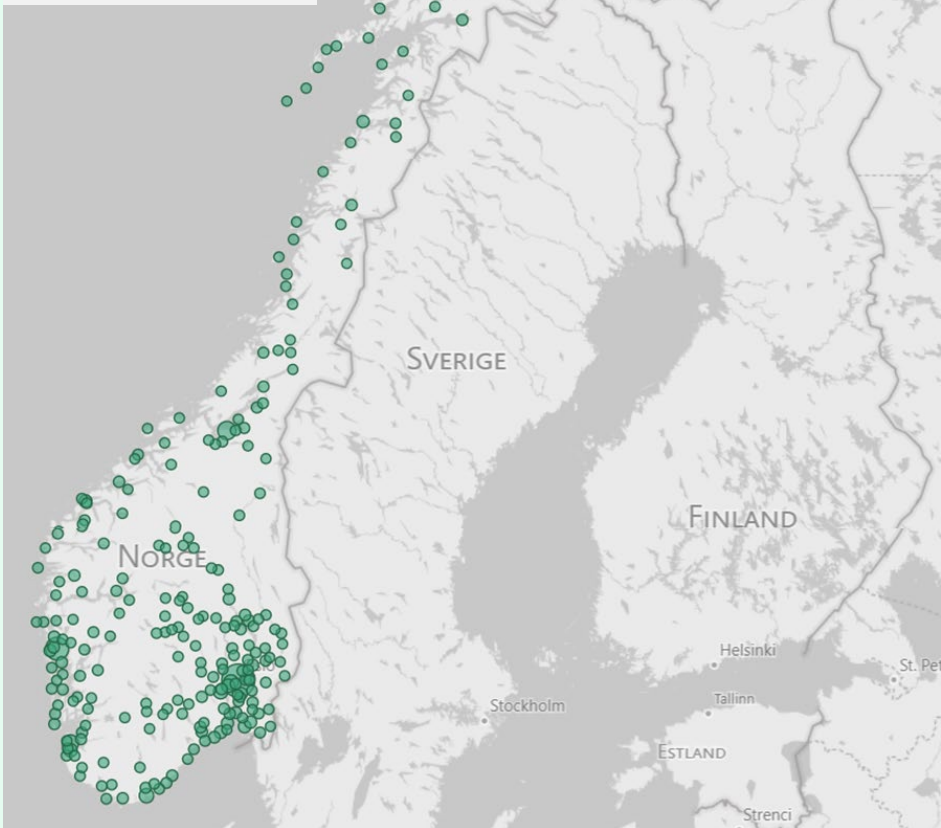 SVERIGE
FINLAND
NORGE
Helsinki
St. Pet
Tallinn
Stockholm
ESTLAND
Strenci